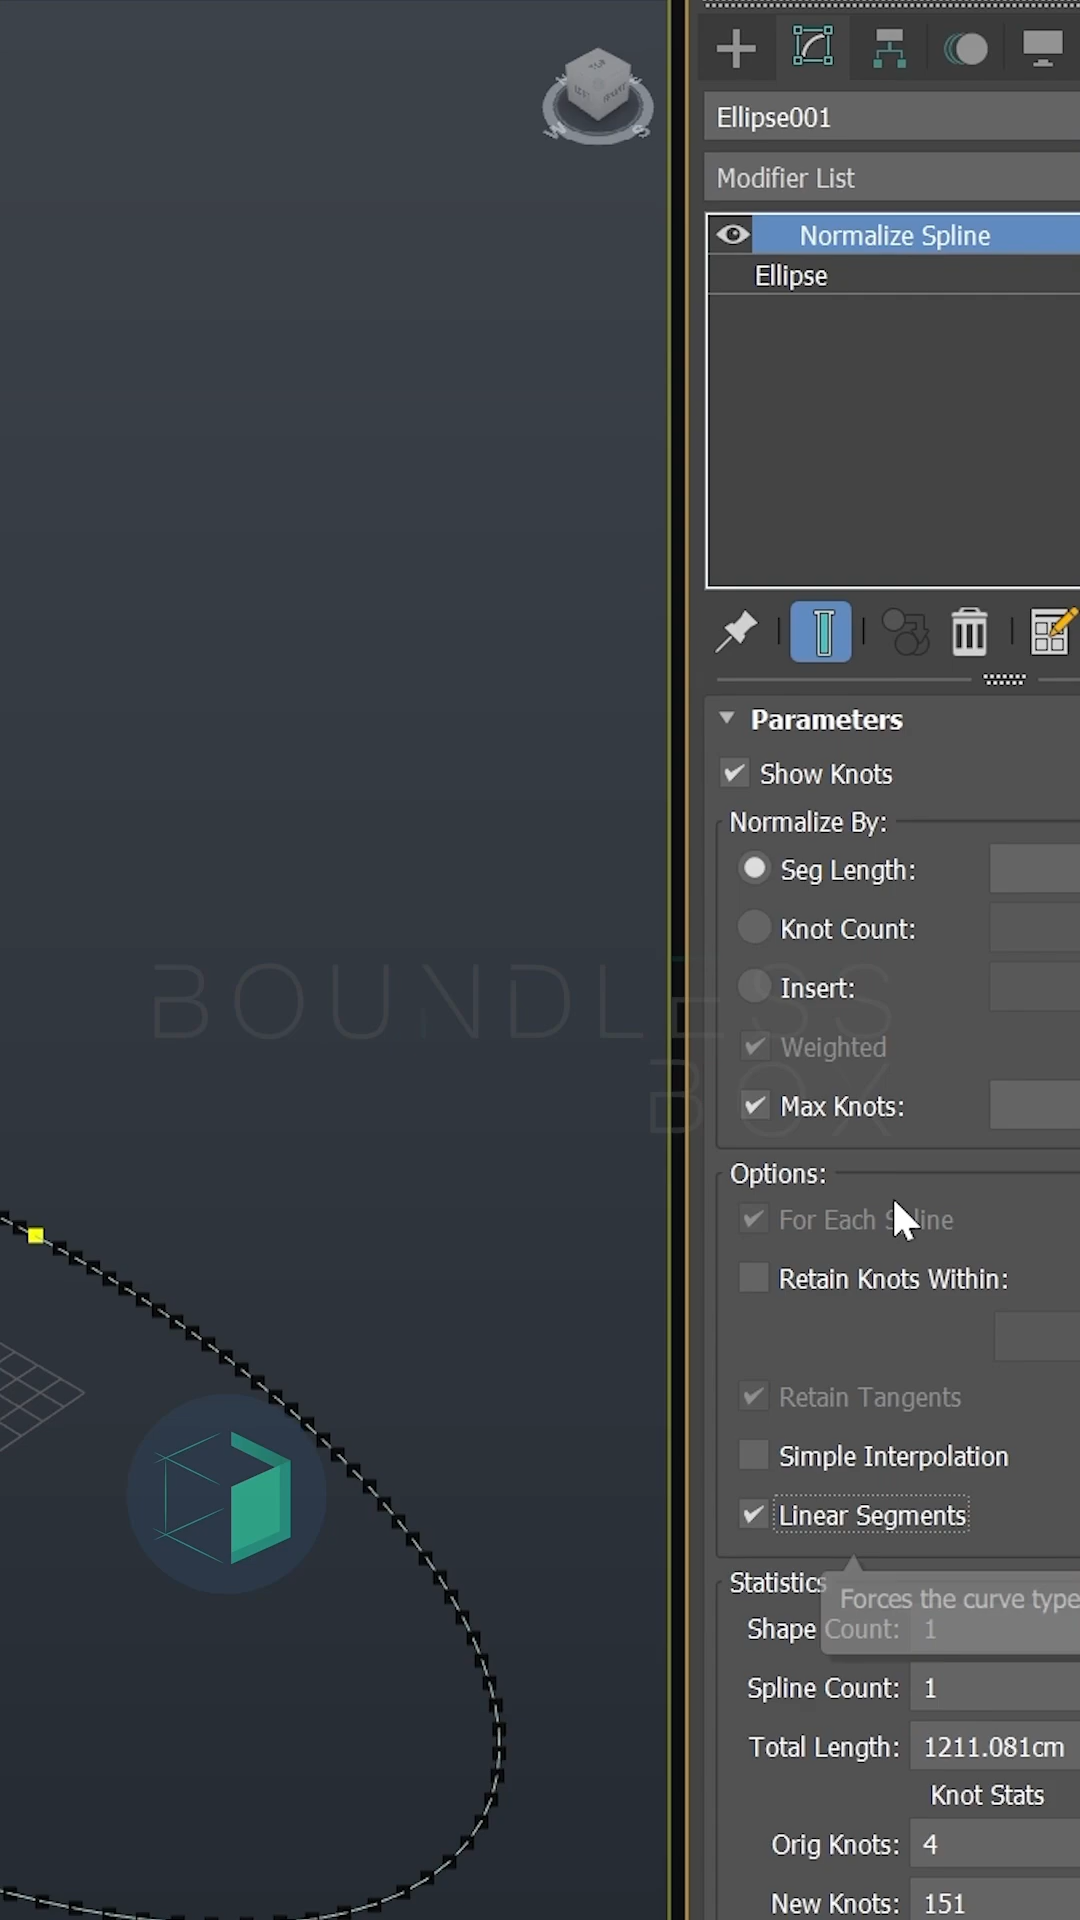 TOP
W
S
Ellipse001
Modifier List
Normalize Spline
Ellipse
Parameters
Show Knots
Normalize By:
Seg Length:
Knot Count:
BOUNDLESS
Insert:
Weighted
BOX
Max Knots:
Options:
For Each Spline
Retain Knots Within:
Retain Tangents
Simple Interpolation
Linear Segments
Statistics
Forces the curve type
Shape Count: 1
Spline Count: 1
Total Length: 1211.081cm
Knot Stats
Orig Knots: 4
New Knots: 151